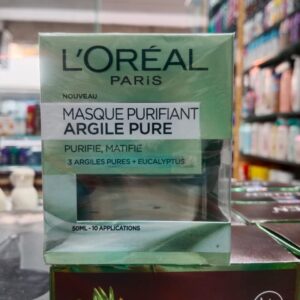 L'ORÉAL
PARIS
NOUVEAU
MASQUE PURIFIANT
ARGILE PURE
PURIFIE, MATIFIE
3 ARGILES PURES + EUCALYPTUS
50ML - 10 APPLICATIONS